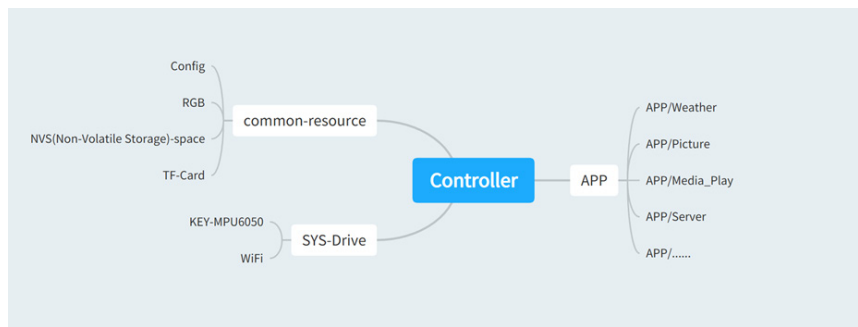 Config
RGB
NVS(Non-Volatile Storage)-space
TF-Card
common-resource
KEY-MPU6050
WiFi
SYS-Drive
Controller
APP
APP/Weather
APP/Picture
APP/Media_Play
APP/Server
APP/......